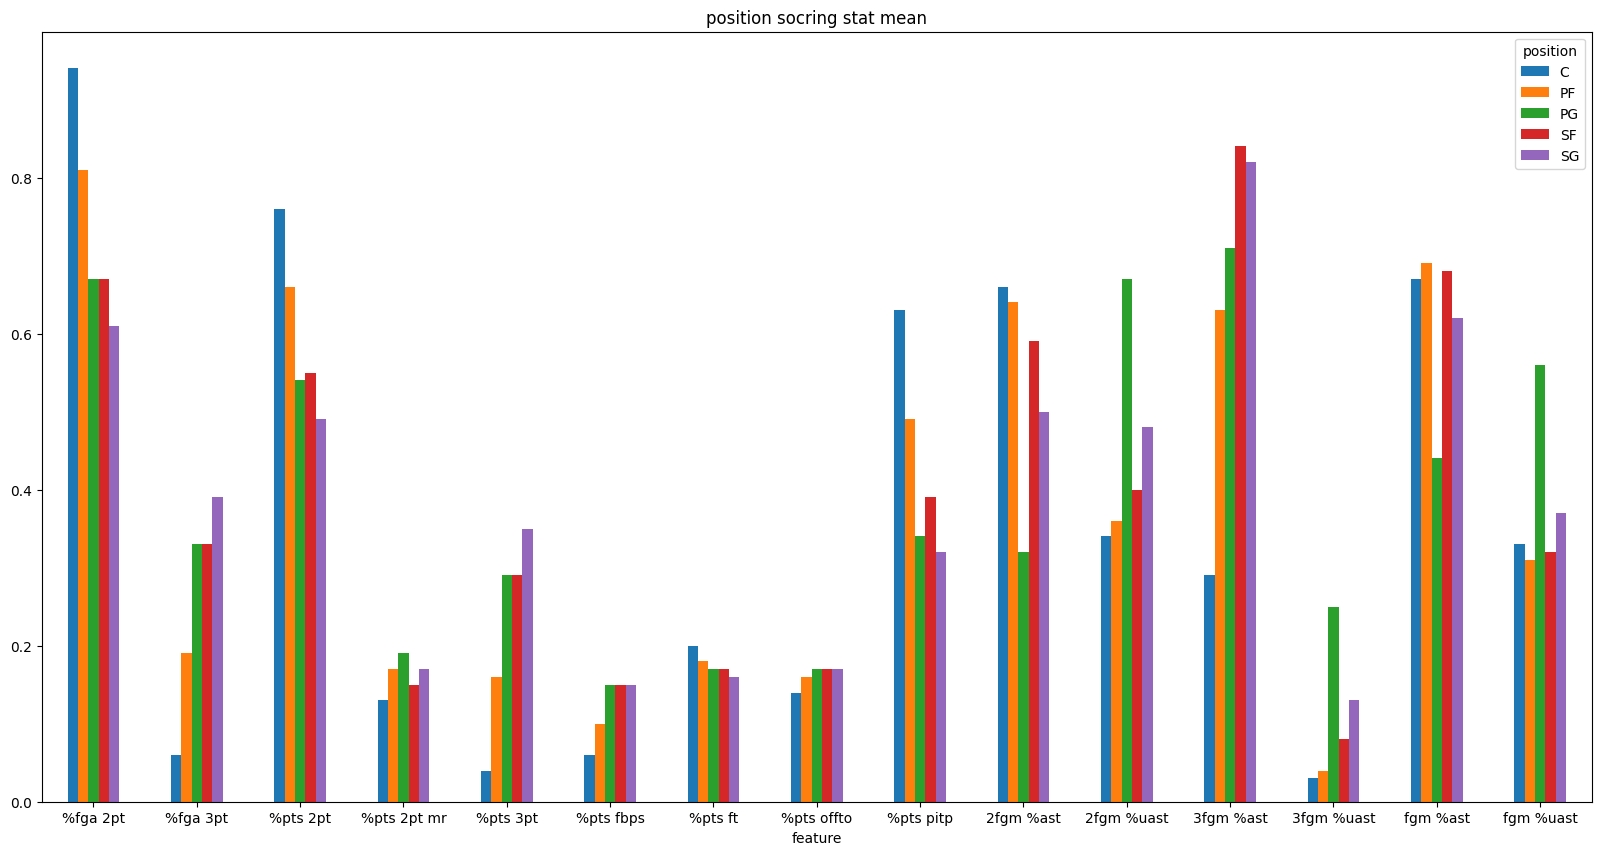 position socring stat mean
position
C
PF
PG
SF
SG
0.8
0.6
0.4
0.2
0.0
%fga 2pt %fga 3pt %pts 2pt %pts 2pt mr %pts 3pt %pts fbps %pts ft %pts offto %pts pitp 2fgm %ast 2fgm %uast 3fgm %ast 3fgm %uast fgm %ast fgm %uast
feature